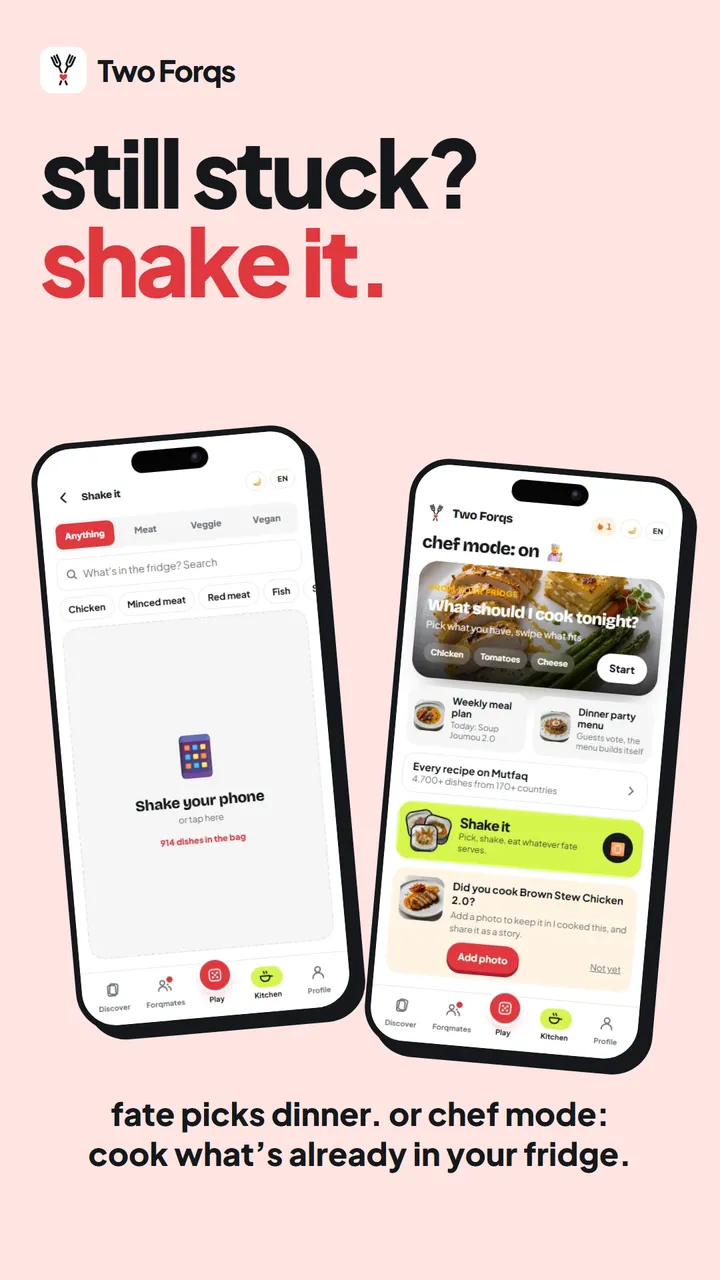 Two Forqs
still stuck?
shake it.
Shake it
EN
Anything
Meat
Veggie
Vegan
What's in the fridge? Search
Chicken
Minced meat
Red meat
Fish
S
Shake your phone
or tap here
914 dishes in the bag
Discover
Forqmates
Play
Kitchen
Profile
Two Forqs
1
EN
chef mode: on
FROM YOUR FRIDGE
What should I cook tonight?
Pick what you have, swipe what fits
Chicken
Tomatoes
Cheese
Start
Weekly meal
plan
Today: Soup
Joumou 2.0
Dinner party
menu
Guests vote, the
menu builds itself
Every recipe on Mutfaq
4,700+ dishes from 170+ countries
Shake it
Pick, shake, eat whatever fate
serves.
Did you cook Brown Stew Chicken
2.0?
Add a photo to keep it in I cooked this, and
share it as a story.
Add photo
Not yet
Discover
Forqmates
Play
Kitchen
Profile
fate picks dinner. or chef mode:
cook what’s already in your fridge.